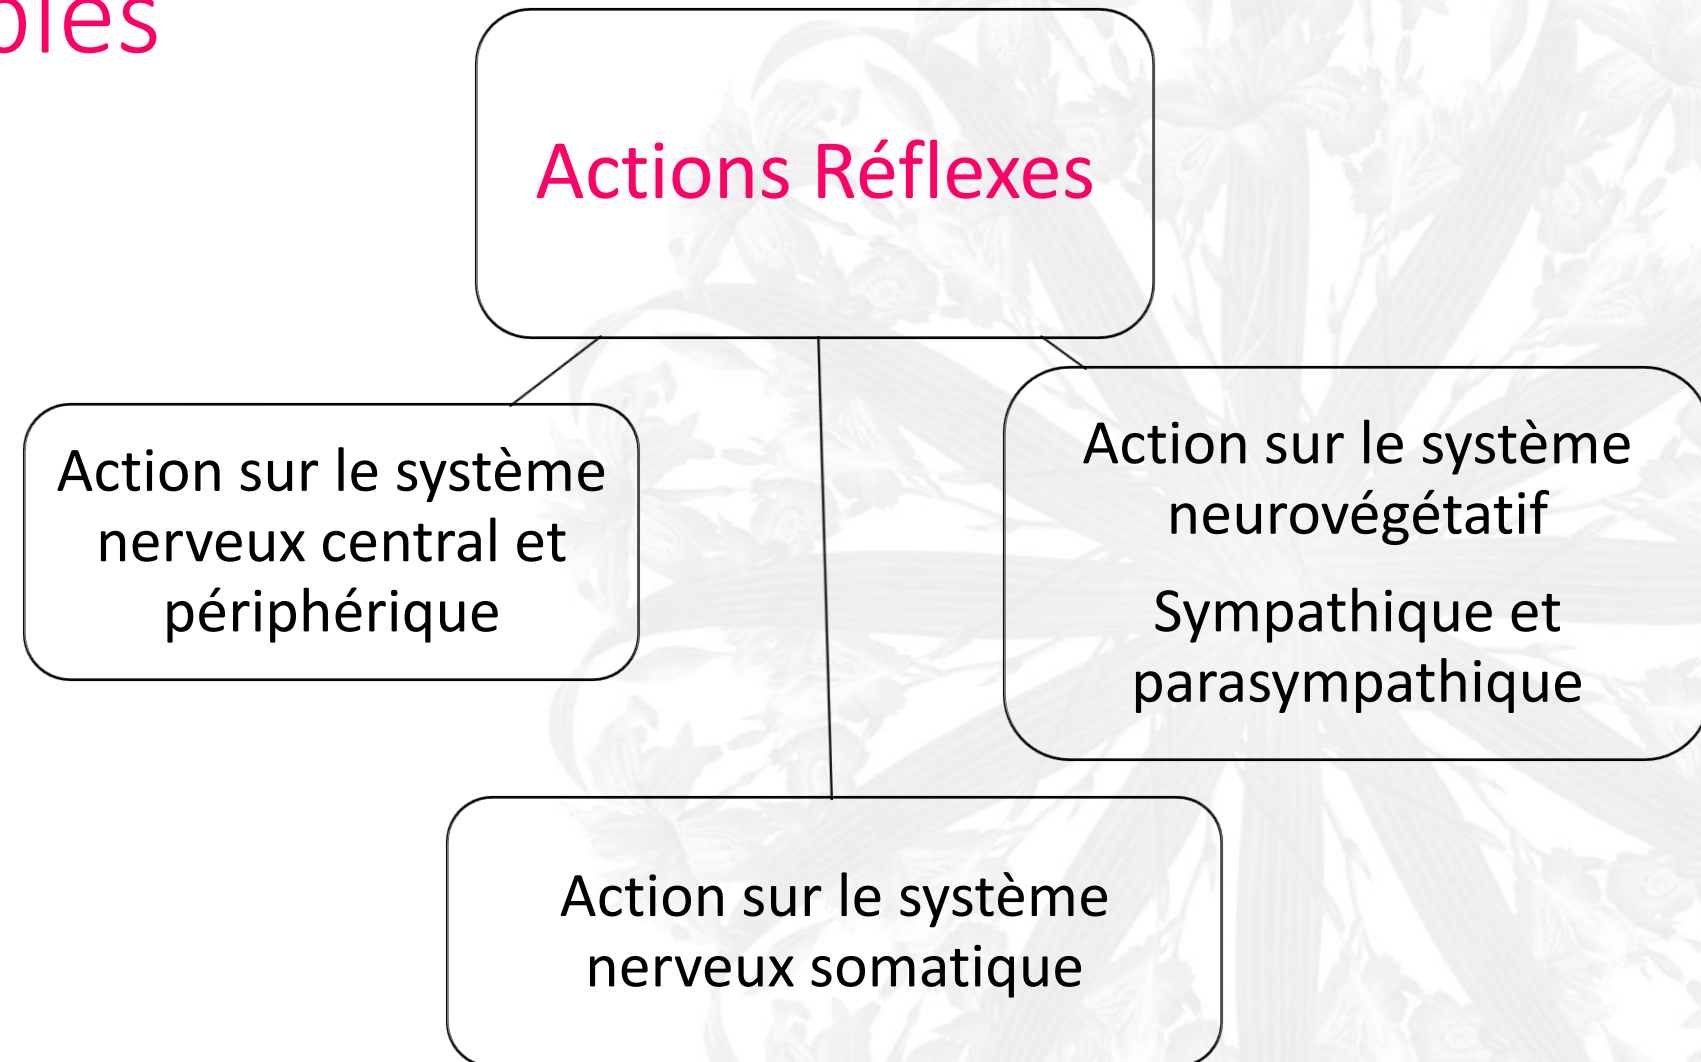 Actions Réflexes
Action sur le système
nerveux central et
périphérique
Action sur le système
neurovégétatif
Sympathique et
parasympathique
Action sur le système
nerveux somatique